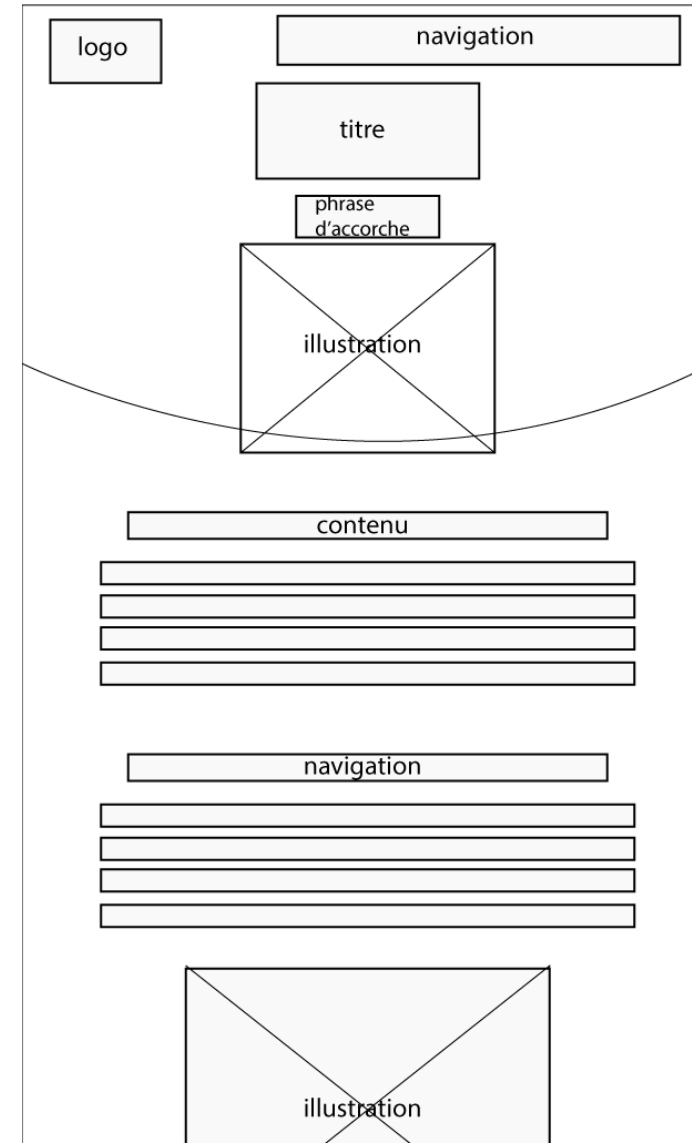 logo
navigation
titre
phrase
d’accorche
illustration
contenu
navigation
illustration